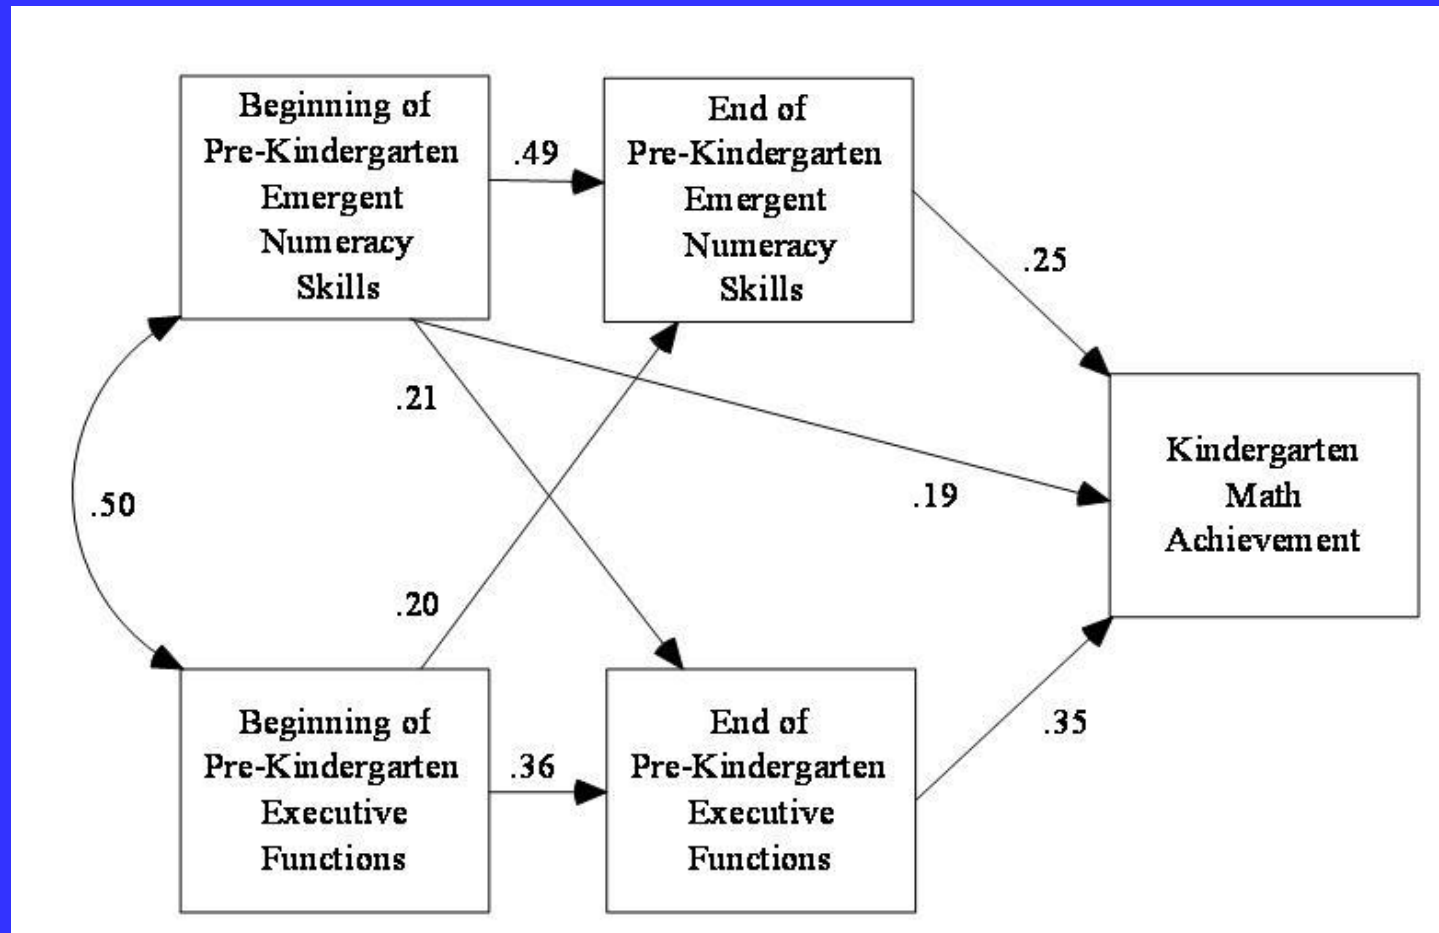 Beginning of
Pre-Kindergarten
Emergent
Numeracy
Skills
.49
End of
Pre-Kindergarten
Emergent
Numeracy
Skills
.25
.21
.19
.50
.20
Kindergarten
Math
Achievement
Beginning of
Pre-Kindergarten
Executive
Functions
.36
End of
Pre-Kindergarten
Executive
Functions
.35